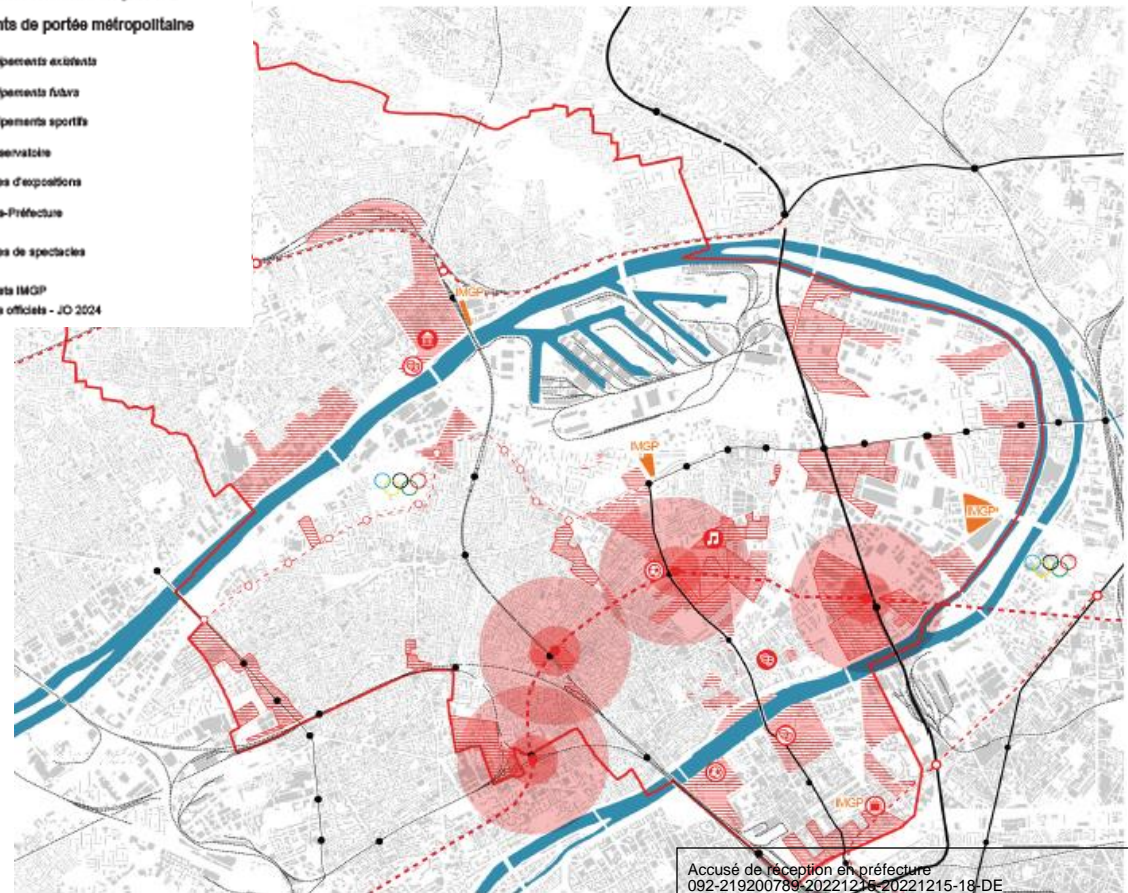 nts de portée métropolitaine
ipements existants
ipements futurs
ipements sportifs
servatoire
es d'expositions
s-Préfecture
es de spectacles
ets IMGP
s officiels - JO 2024
IMGP
IMGP
IMGP
IMGP
Accusé de réception en préfecture
092-219200789-20221215-20221215-18-DE